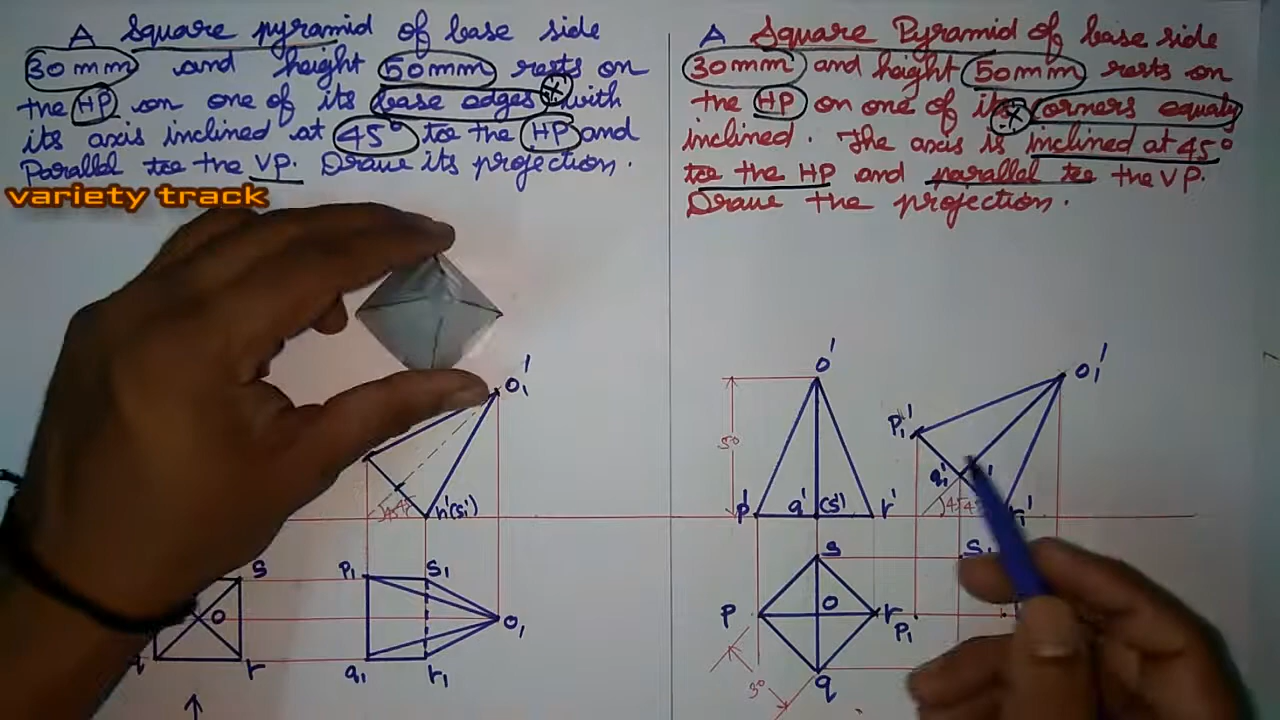 A Square pyramid of base side
30mm and height 50mm rests on
the HP on one of its base edges with
its axis inclined at 45° to the HP and
Parallel to the VP. Draw its projection.
variety track
A Square Pyramid of base side
30mm and height 50mm rests on
the HP on one of its corners equaly
inclined. The axis is inclined at 45°
to the HP and parallel to the VP.
Draw the projection.
O1'
r'(s')
S
O
r
P1
S1
O1
q1
r1
O'
50
P'
q'
(s')
r'
P1'
q1'
O1'
45
r1'
S
P
O
r
P1
S1
30
q